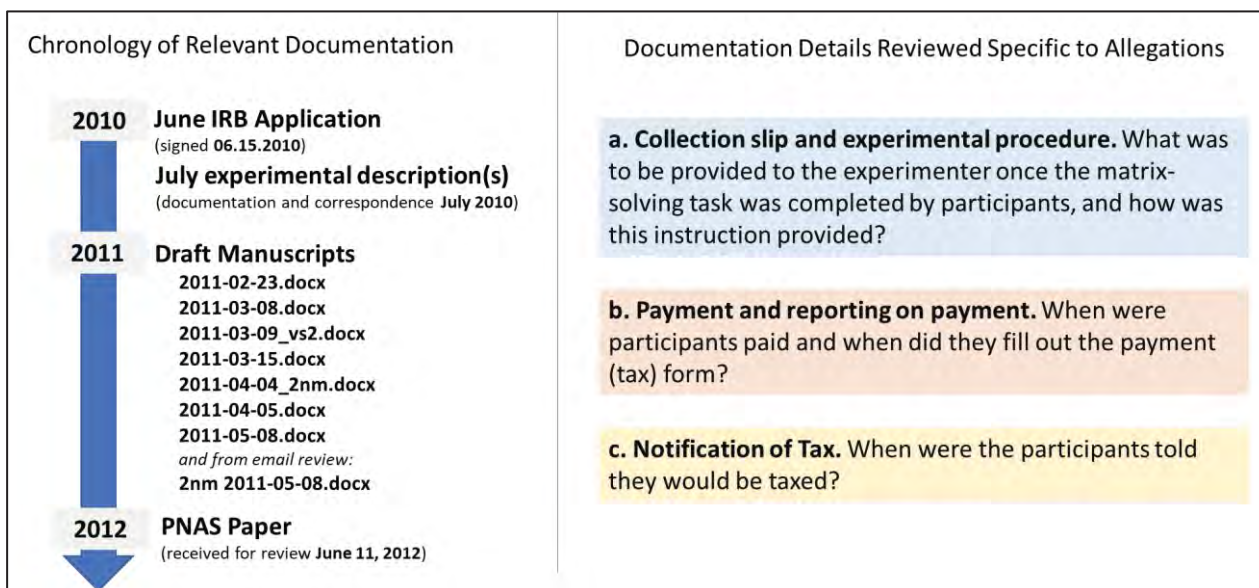 Chronology of Relevant Documentation
2010
June IRB Application
(signed 06.15.2010)
July experimental description(s)
(documentation and correspondence July 2010)
2011
Draft Manuscripts
2011-02-23.docx
2011-03-08.docx
2011-03-09_vs2.docx
2011-03-15.docx
2011-04-04_2nm.docx
2011-04-05.docx
2011-05-08.docx
and from email review:
2nm 2011-05-08.docx
2012
PNAS Paper
(received for review June 11, 2012)
Documentation Details Reviewed Specific to Allegations
a. Collection slip and experimental procedure. What was
to be provided to the experimenter once the matrix-
solving task was completed by participants, and how was
this instruction provided?
b. Payment and reporting on payment. When were
participants paid and when did they fill out the payment
(tax) form?
c. Notification of Tax. When were the participants told
they would be taxed?